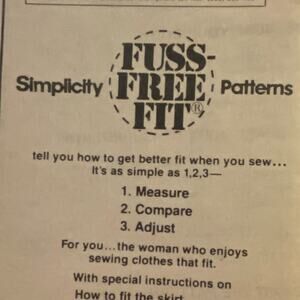 FUSS-
Simplicity FREE Patterns
FIT®
tell you how to get better fit when you sew...
It's as simple as 1,2,3—
1. Measure
2. Compare
3. Adjust
For you...the woman who enjoys
sewing clothes that fit.
With special instructions on
How to fit the skirt